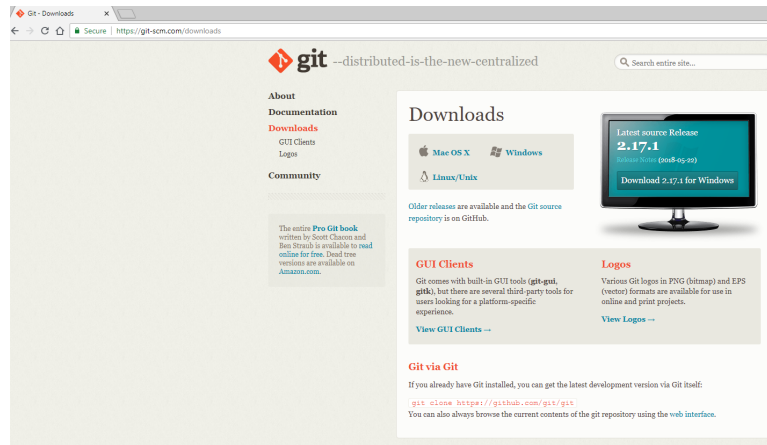 Git - Downloads
Secure | https://git-scm.com/downloads
git --distributed-is-the-new-centralized
Search entire site...
About
Documentation
Downloads
GUI Clients
Logos
Community
The entire Pro Git book
written by Scott Chacon and
Ben Straub is available to read
online for free. Dead tree
versions are available on
Amazon.com.
Downloads
Mac OS X
Windows
Linux/Unix
Older releases are available and the Git source
repository is on GitHub.
Latest source Release
2.17.1
Release Notes (2018-05-22)
Download 2.17.1 for Windows
GUI Clients
Git comes with built-in GUI tools (git-gui,
gitk), but there are several third-party tools for
users looking for a platform-specific
experience.
View GUI Clients →
Logos
Various Git logos in PNG (bitmap) and EPS
(vector) formats are available for use in
online and print projects.
View Logos →
Git via Git
If you already have Git installed, you can get the latest development version via Git itself:
git clone https://github.com/git/git
You can also always browse the current contents of the git repository using the web interface.